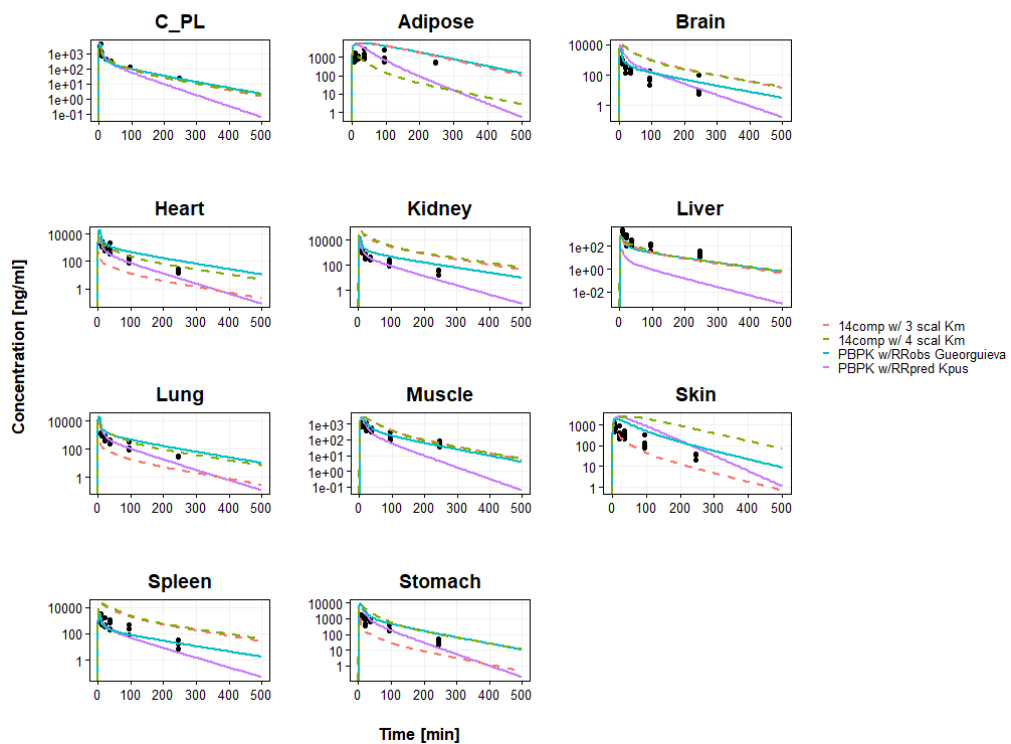 C_PL Adipose Brain
1e+03
1e+02
1e+01
1e+00
1e-01
0 100 200 300 400 500
1000
100
10
1
0 100 200 300 400 500
10000
100
1
0 100 200 300 400 500
Heart Kidney Liver
10000
100
1
0 100 200 300 400 500
10000
100
1
0 100 200 300 400 500
1e+02
1e+00
1e-02
0 100 200 300 400 500
Concentration [ng/ml]
14comp w/ 3 scal Km
14comp w/ 4 scal Km
PBPK w/RRobs Gueorguieva
PBPK w/RRpred Kpus
Lung Muscle Skin
10000
100
1
0 100 200 300 400 500
1e+03
1e+02
1e+01
1e+00
1e-01
0 100 200 300 400 500
1000
100
10
1
0 100 200 300 400 500
Spleen Stomach
10000
100
1
0 100 200 300 400 500
10000
1000
100
10
1
0 100 200 300 400 500
Time [min]